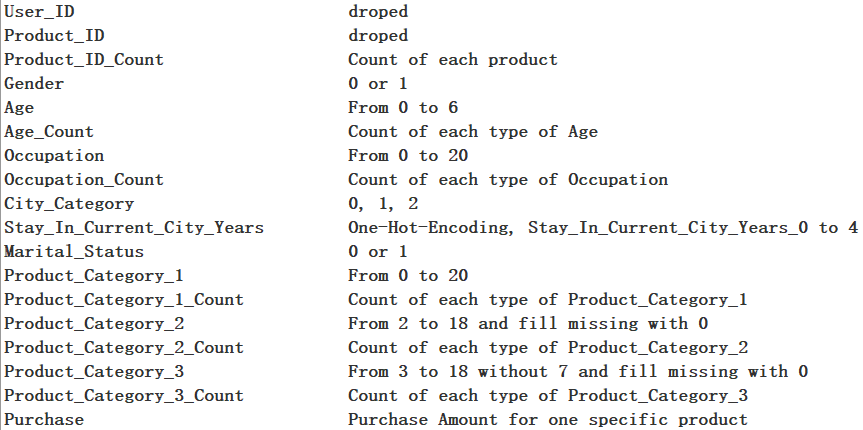 User_ID droped
Product_ID droped
Product_ID_Count Count of each product
Gender 0 or 1
Age From 0 to 6
Age_Count Count of each type of Age
Occupation From 0 to 20
Occupation_Count Count of each type of Occupation
City_Category 0, 1, 2
Stay_In_Current_City_Years One-Hot-Encoding, Stay_In_Current_City_Years_0 to 4
Marital_Status 0 or 1
Product_Category_1 From 0 to 20
Product_Category_1_Count Count of each type of Product_Category_1
Product_Category_2 From 2 to 18 and fill missing with 0
Product_Category_2_Count Count of each type of Product_Category_2
Product_Category_3 From 3 to 18 without 7 and fill missing with 0
Product_Category_3_Count Count of each type of Product_Category_3
Purchase Purchase Amount for one specific product